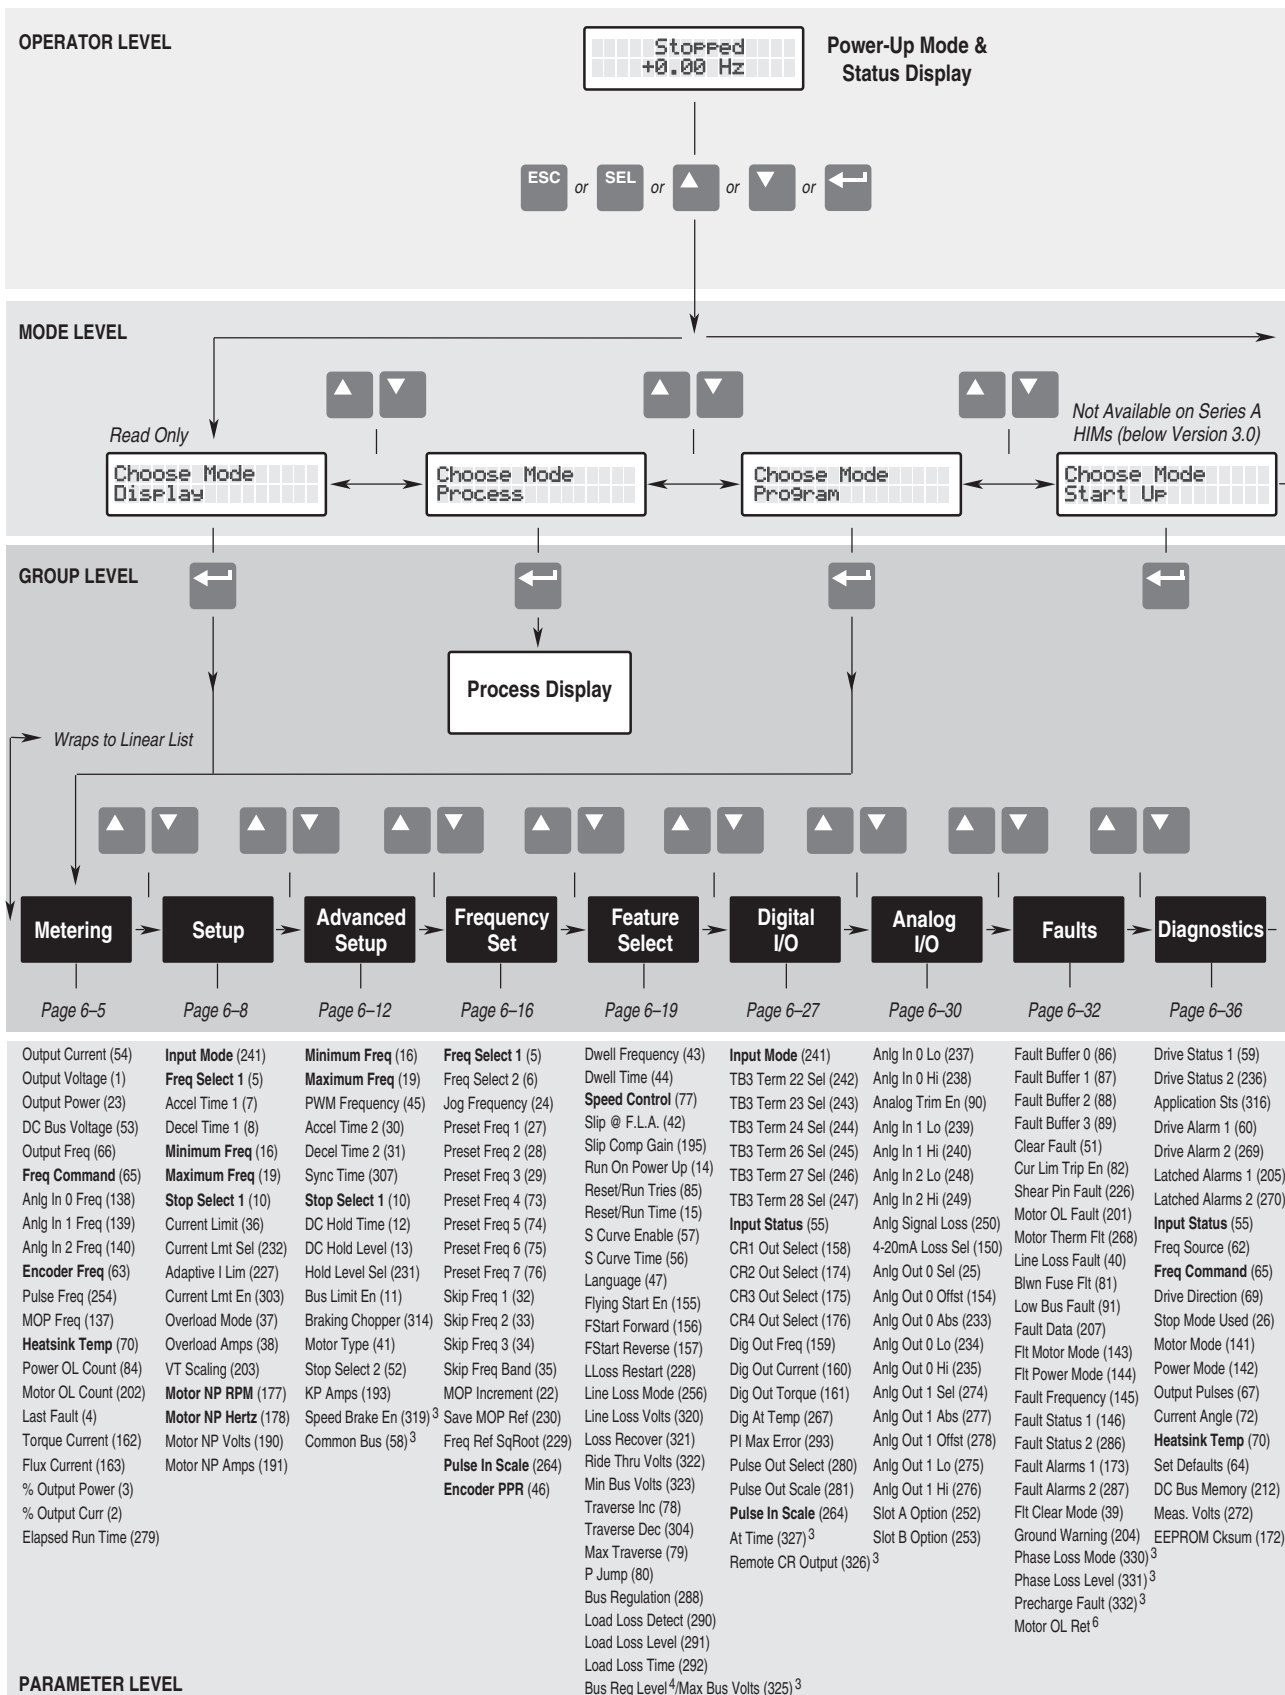 OPERATOR LEVEL
Stopped
+0.00 Hz
Power-Up Mode &
Status Display
ESC or SEL or or or
MODE LEVEL
Read Only
Not Available on Series A
HIMs (below Version 3.0)
Choose Mode
Display
Choose Mode
Process
Choose Mode
Program
Choose Mode
Start Up
GROUP LEVEL
Process Display
Wraps to Linear List
Metering
Setup
Advanced
Setup
Frequency
Set
Feature
Select
Digital
I/O
Analog
I/O
Faults
Diagnostics
Page 6–5
Page 6–8
Page 6–12
Page 6–16
Page 6–19
Page 6–27
Page 6–30
Page 6–32
Page 6–36
Output Current (54)
Output Voltage (1)
Output Power (23)
DC Bus Voltage (53)
Output Freq (66)
Freq Command (65)
Anlg In 0 Freq (138)
Anlg In 1 Freq (139)
Anlg In 2 Freq (140)
Encoder Freq (63)
Pulse Freq (254)
MOP Freq (137)
Heatsink Temp (70)
Power OL Count (84)
Motor OL Count (202)
Last Fault (4)
Torque Current (162)
Flux Current (163)
% Output Power (3)
% Output Curr (2)
Elapsed Run Time (279)
Input Mode (241)
Freq Select 1 (5)
Accel Time 1 (7)
Decel Time 1 (8)
Minimum Freq (16)
Maximum Freq (19)
Stop Select 1 (10)
Current Limit (36)
Current Lmt Sel (232)
Adaptive I Lim (227)
Current Lmt En (303)
Overload Mode (37)
Overload Amps (38)
VT Scaling (203)
Motor NP RPM (177)
Motor NP Hertz (178)
Motor NP Volts (190)
Motor NP Amps (191)
Minimum Freq (16)
Maximum Freq (19)
PWM Frequency (45)
Accel Time 2 (30)
Decel Time 2 (31)
Sync Time (307)
Stop Select 1 (10)
DC Hold Time (12)
DC Hold Level (13)
Hold Level Sel (231)
Bus Limit En (11)
Braking Chopper (314)
Motor Type (41)
Stop Select 2 (52)
KP Amps (193)
Speed Brake En (319) 3
Common Bus (58) 3
Freq Select 1 (5)
Freq Select 2 (6)
Jog Frequency (24)
Preset Freq 1 (27)
Preset Freq 2 (28)
Preset Freq 3 (29)
Preset Freq 4 (73)
Preset Freq 5 (74)
Preset Freq 6 (75)
Preset Freq 7 (76)
Skip Freq 1 (32)
Skip Freq 2 (33)
Skip Freq 3 (34)
Skip Freq Band (35)
MOP Increment (22)
Save MOP Ref (230)
Freq Ref SqRoot (229)
Pulse In Scale (264)
Encoder PPR (46)
Dwell Frequency (43)
Dwell Time (44)
Speed Control (77)
Slip @ F.L.A. (42)
Slip Comp Gain (195)
Run On Power Up (14)
Reset/Run Tries (85)
Reset/Run Time (15)
S Curve Enable (57)
S Curve Time (56)
Language (47)
Flying Start En (155)
FStart Forward (156)
FStart Reverse (157)
LLoss Restart (228)
Line Loss Mode (256)
Line Loss Volts (320)
Loss Recover (321)
Ride Thru Volts (322)
Min Bus Volts (323)
Traverse Inc (78)
Traverse Dec (304)
Max Traverse (79)
P Jump (80)
Bus Regulation (288)
Load Loss Detect (290)
Load Loss Level (291)
Load Loss Time (292)
Bus Reg Level 4/Max Bus Volts (325) 3
Input Mode (241)
TB3 Term 22 Sel (242)
TB3 Term 23 Sel (243)
TB3 Term 24 Sel (244)
TB3 Term 26 Sel (245)
TB3 Term 27 Sel (246)
TB3 Term 28 Sel (247)
Input Status (55)
CR1 Out Select (158)
CR2 Out Select (174)
CR3 Out Select (175)
CR4 Out Select (176)
Dig Out Freq (159)
Dig Out Current (160)
Dig Out Torque (161)
Dig At Temp (267)
PI Max Error (293)
Pulse Out Select (280)
Pulse Out Scale (281)
Pulse In Scale (264)
At Time (327) 3
Remote CR Output (326) 3
Anlg In 0 Lo (237)
Anlg In 0 Hi (238)
Analog Trim En (90)
Anlg In 1 Lo (239)
Anlg In 1 Hi (240)
Anlg In 2 Lo (248)
Anlg In 2 Hi (249)
Anlg Signal Loss (250)
4-20mA Loss Sel (150)
Anlg Out 0 Sel (25)
Anlg Out 0 Offst (154)
Anlg Out 0 Abs (233)
Anlg Out 0 Lo (234)
Anlg Out 0 Hi (235)
Anlg Out 1 Sel (274)
Anlg Out 1 Abs (277)
Anlg Out 1 Offst (278)
Anlg Out 1 Lo (275)
Anlg Out 1 Hi (276)
Slot A Option (252)
Slot B Option (253)
Fault Buffer 0 (86)
Fault Buffer 1 (87)
Fault Buffer 2 (88)
Fault Buffer 3 (89)
Clear Fault (51)
Cur Lim Trip En (82)
Shear Pin Fault (226)
Motor OL Fault (201)
Motor Therm Flt (268)
Line Loss Fault (40)
Blwn Fuse Flt (81)
Low Bus Fault (91)
Fault Data (207)
Flt Motor Mode (143)
Flt Power Mode (144)
Fault Frequency (145)
Fault Status 1 (146)
Fault Status 2 (286)
Fault Alarms 1 (173)
Fault Alarms 2 (287)
Flt Clear Mode (39)
Ground Warning (204)
Phase Loss Mode (330) 3
Phase Loss Level (331) 3
Precharge Fault (332) 3
Motor OL Ret 6
Drive Status 1 (59)
Drive Status 2 (236)
Application Sts (316)
Drive Alarm 1 (60)
Drive Alarm 2 (269)
Latched Alarms 1 (205)
Latched Alarms 2 (270)
Input Status (55)
Freq Source (62)
Freq Command (65)
Drive Direction (69)
Stop Mode Used (26)
Motor Mode (141)
Power Mode (142)
Output Pulses (67)
Current Angle (72)
Heatsink Temp (70)
Set Defaults (64)
DC Bus Memory (212)
Meas. Volts (272)
EEPROM Cksum (172)
PARAMETER LEVEL